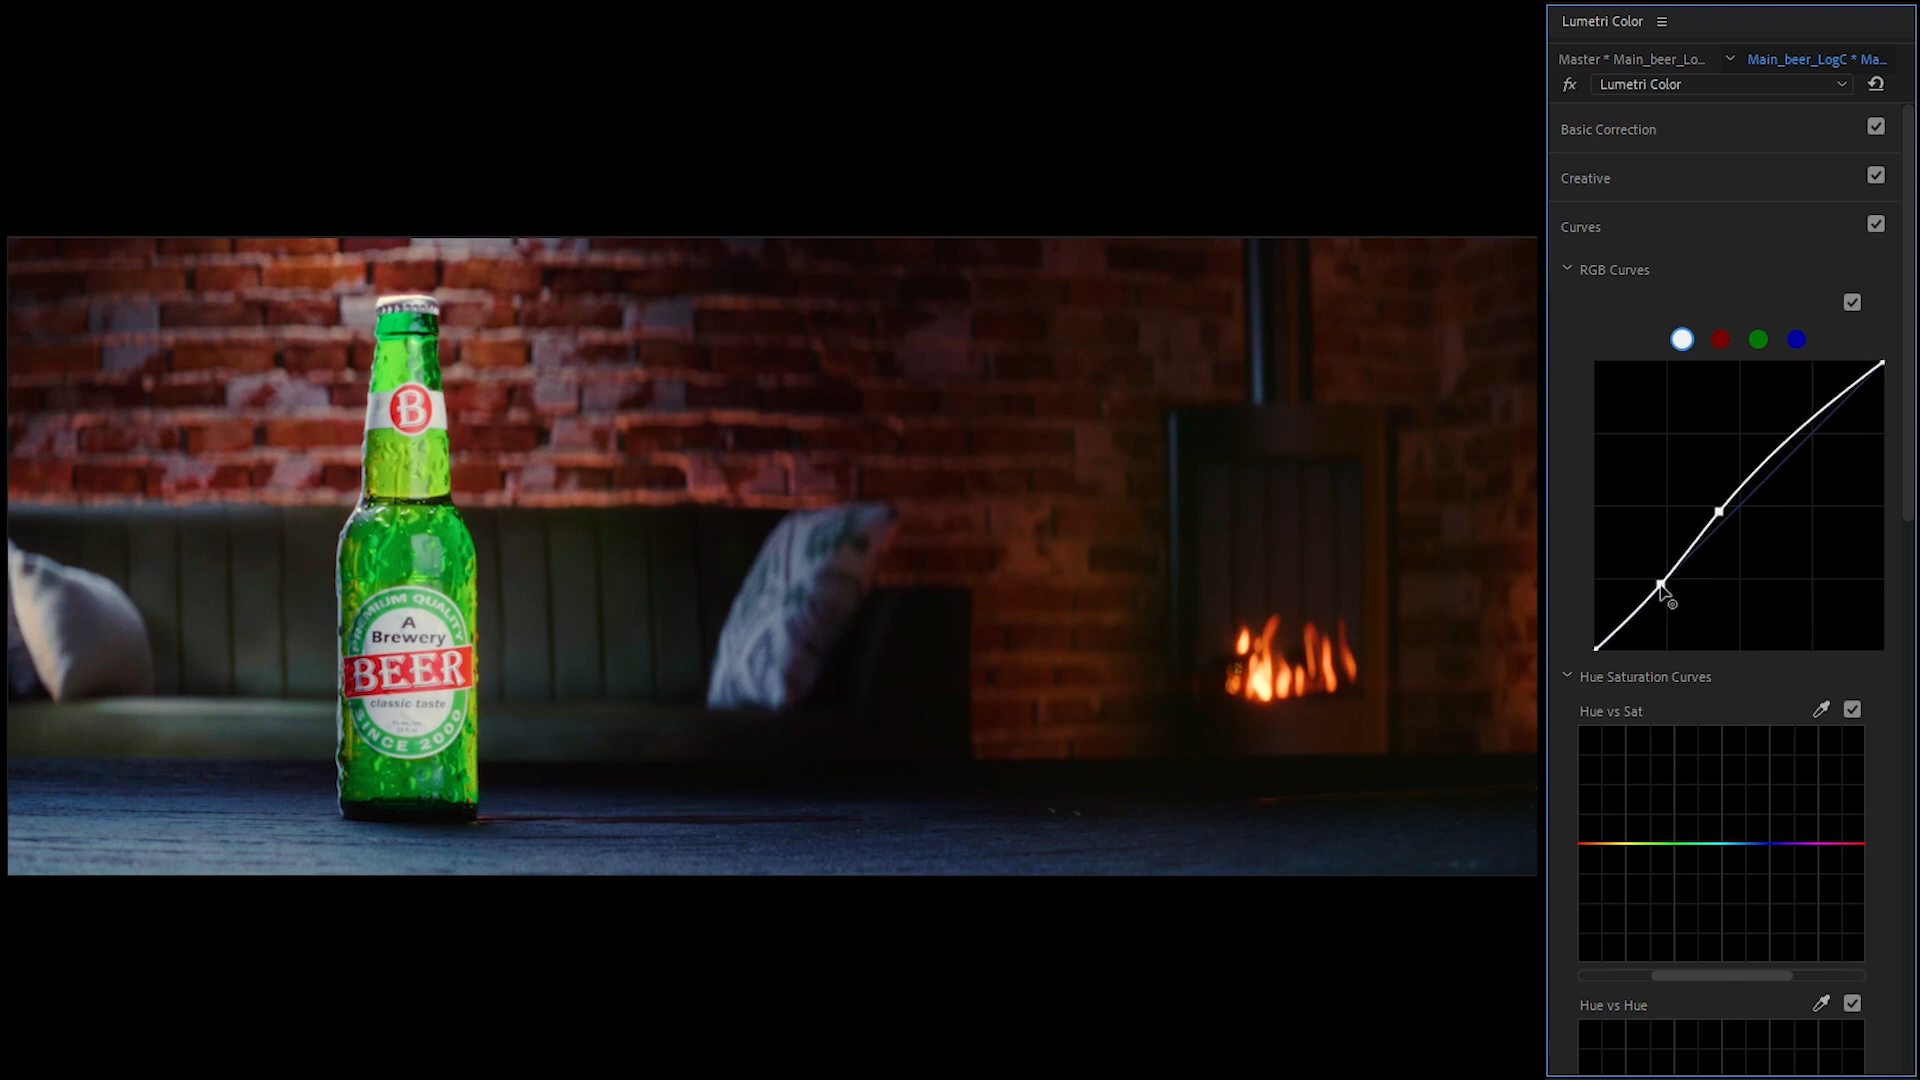 Lumetri Color
Master * Main_beer_Lo...
Main_beer_LogC * Ma...
fx
Lumetri Color
Basic Correction
Creative
Curves
RGB Curves
B
PREMIUM QUALITY
A
Brewery
BEER
classic taste
SINCE 2000
Hue Saturation Curves
Hue vs Sat
Hue vs Hue